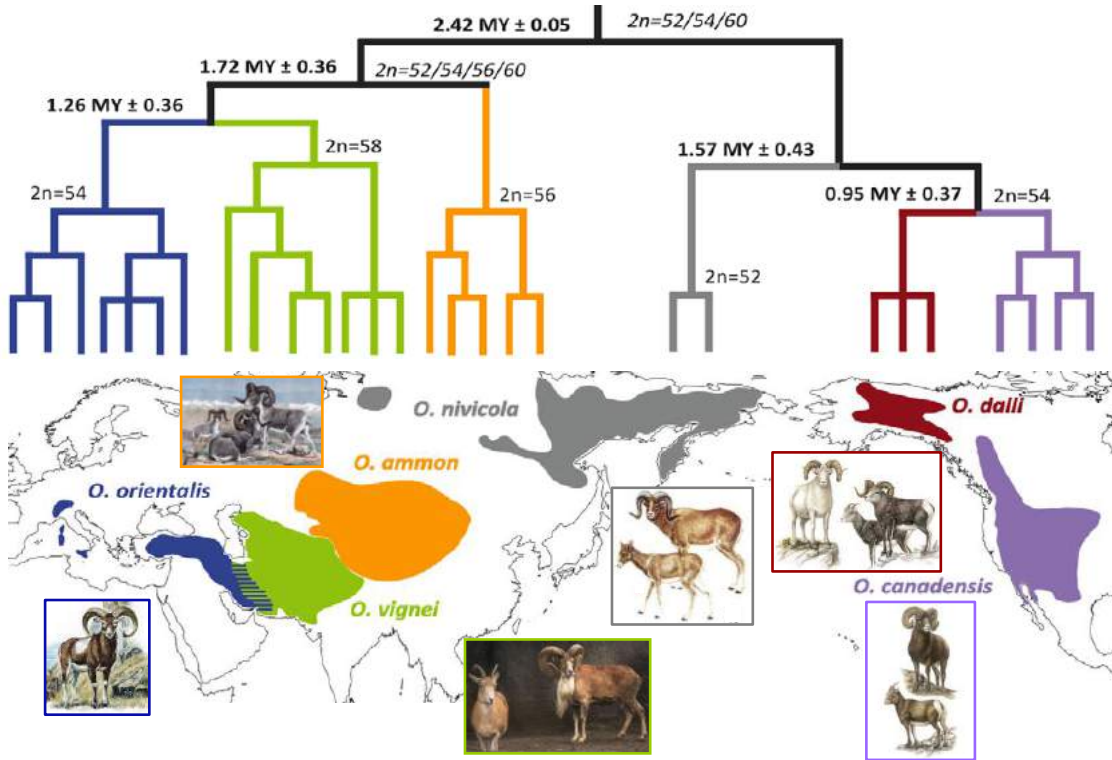 2.42 MY ± 0.05
2n=52/54/60
1.72 MY ± 0.36
2n=52/54/56/60
1.26 MY ± 0.36
2n=58
1.57 MY ± 0.43
2n=54
2n=56
0.95 MY ± 0.37
2n=54
2n=52
O. nivicola
O. dalli
O. ammon
O. orientalis
O. canadensis
O. vignei